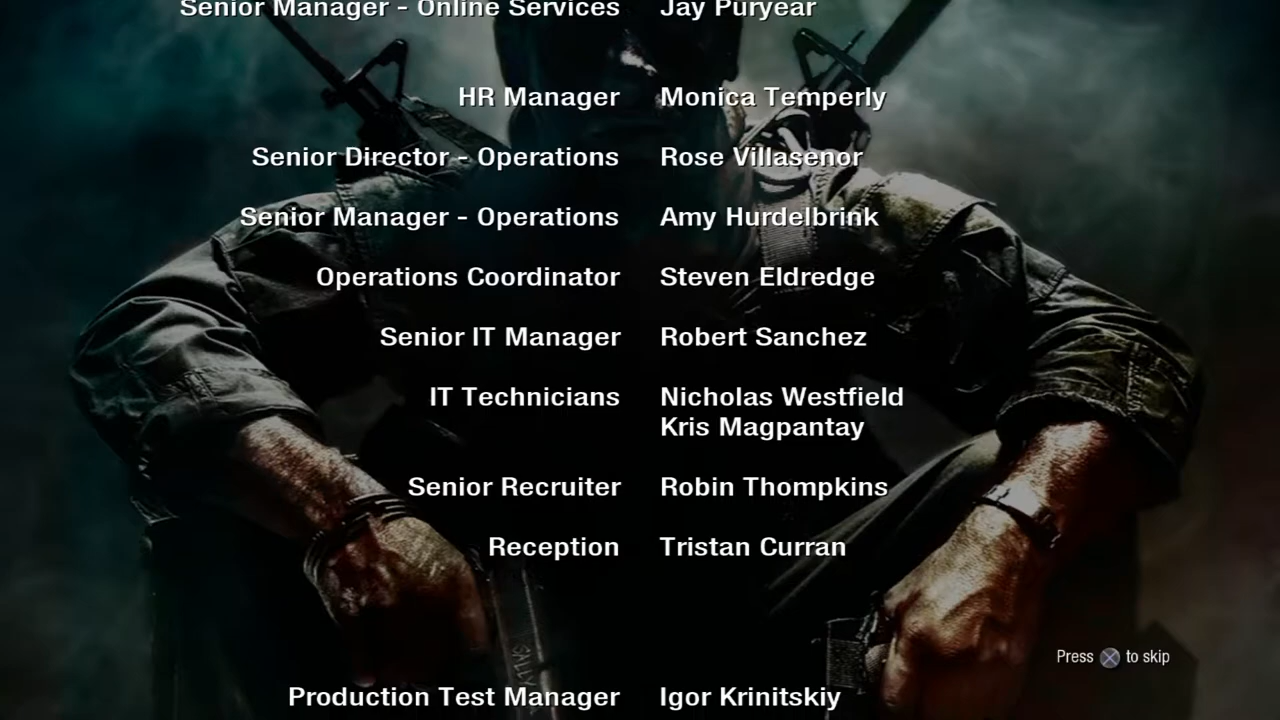 Senior Manager - Online Services Jay Puryear
HR Manager Monica Temperly
Senior Director - Operations Rose Villasenor
Senior Manager - Operations Amy Hurdelbrink
Operations Coordinator Steven Eldredge
Senior IT Manager Robert Sanchez
IT Technicians Nicholas Westfield
Kris Magpantay
Senior Recruiter Robin Thompkins
Reception Tristan Curran
Press X to skip
Production Test Manager Igor Krinitskiy